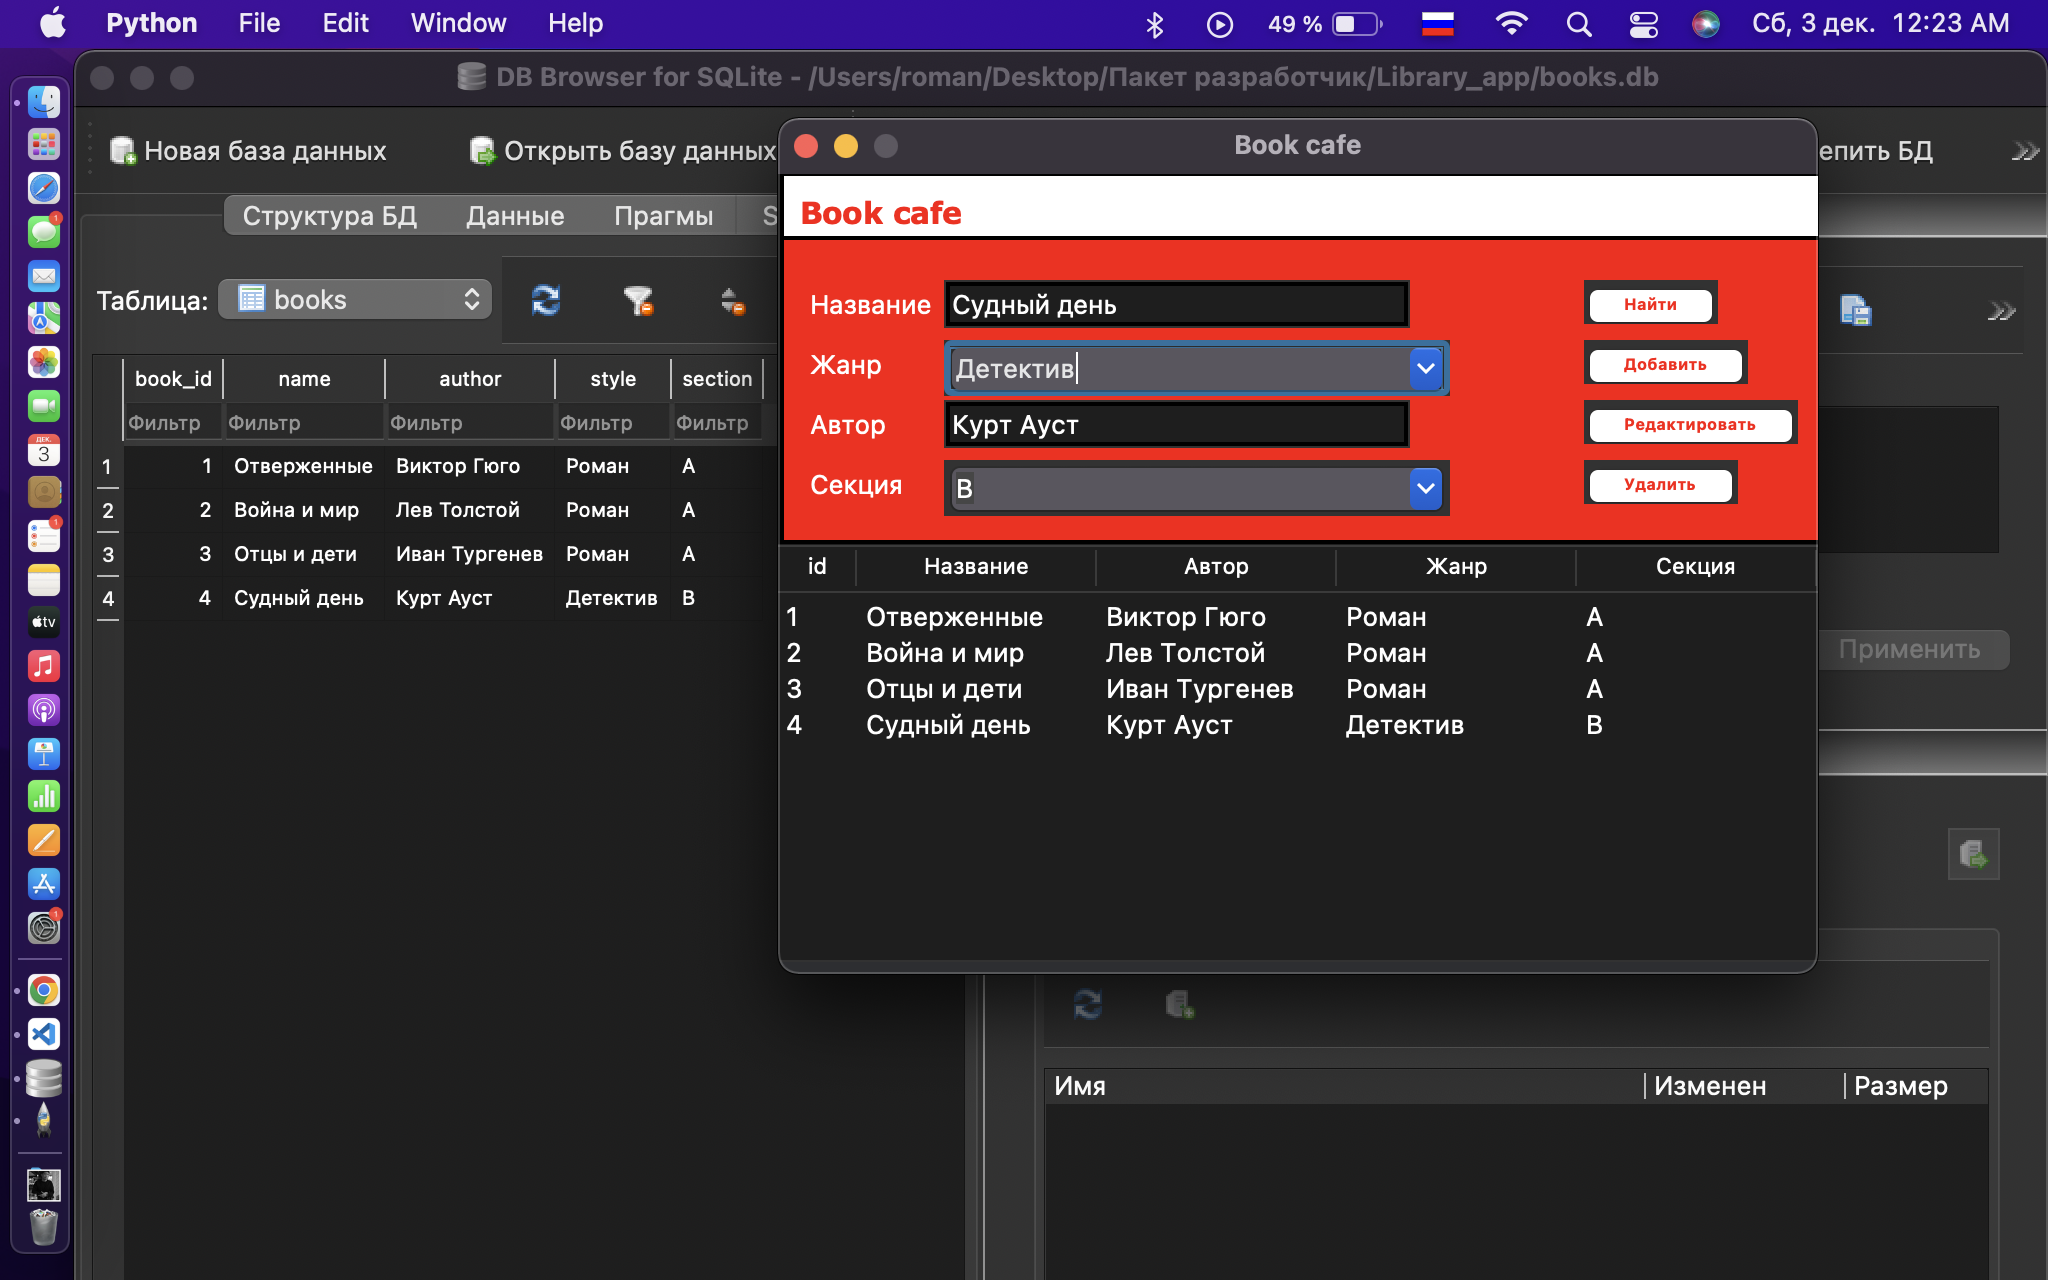 Python File Edit Window Help 49 % Сб, 3 дек. 12:23 AM
DB Browser for SQLite - /Users/roman/Desktop/Пакет разработчик/Library_app/books.db
Новая база данных Открыть базу данных епить БД
Структура БД Данные Прагмы S
Таблица: books
book_id name author style section
Фильтр Фильтр Фильтр Фильтр Фильтр
1 1 Отверженные Виктор Гюго Роман A
2 2 Война и мир Лев Толстой Роман A
3 3 Отцы и дети Иван Тургенев Роман A
4 4 Судный день Курт Ауст Детектив B
Book cafe
Book cafe
Название Судный день Найти
Жанр Детектив Добавить
Автор Курт Ауст Редактировать
Секция B Удалить
id Название Автор Жанр Секция
1 Отверженные Виктор Гюго Роман A
2 Война и мир Лев Толстой Роман A
3 Отцы и дети Иван Тургенев Роман A
4 Судный день Курт Ауст Детектив B
Применить
Имя Изменен Размер
1
ДЕК.
3
1
tv
1